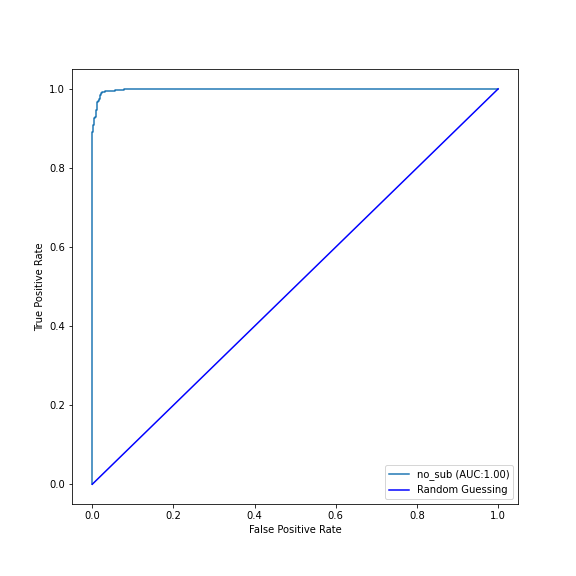 1.0
0.8
0.6
0.4
0.2
0.0
True Positive Rate
0.0 0.2 0.4 0.6 0.8 1.0
False Positive Rate
no_sub (AUC:1.00)
Random Guessing